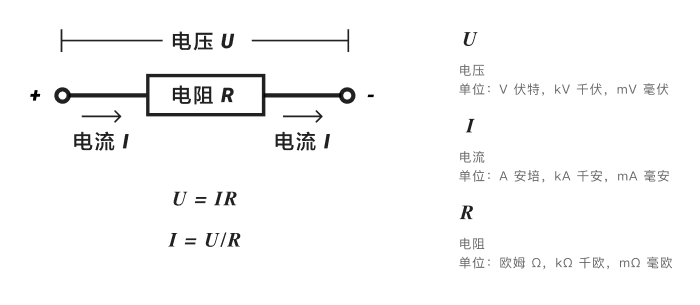 电压 U
+
电阻 R
-
电流 I
电流 I
U = IR
I = U/R
U
电压
单位：V 伏特，kV 千伏，mV 毫伏
I
电流
单位：A 安培，kA 千安，mA 毫安
R
电阻
单位：欧姆 Ω，kΩ 千欧，mΩ 毫欧